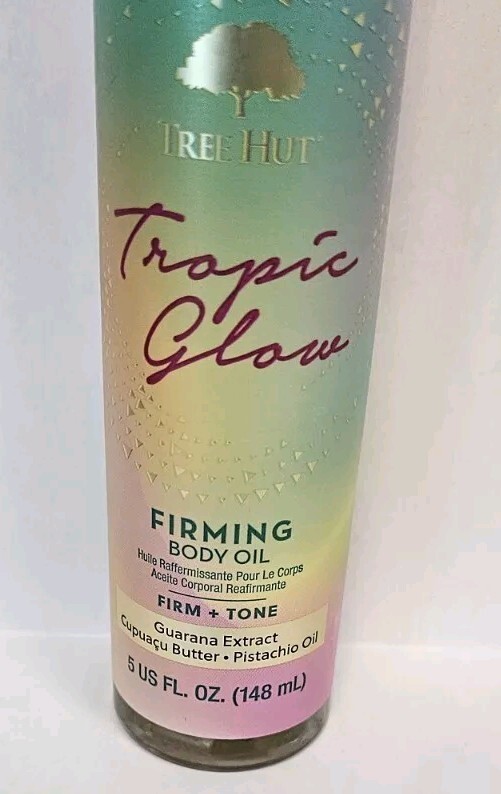 TREE HUT
Tropic
Glow
FIRMING
BODY OIL
Huile Raffermissante Pour Le Corps
Aceite Corporal Reafirmante
FIRM + TONE
Guarana Extract
Cupuaçu Butter • Pistachio Oil
5 US FL. OZ. (148 mL)